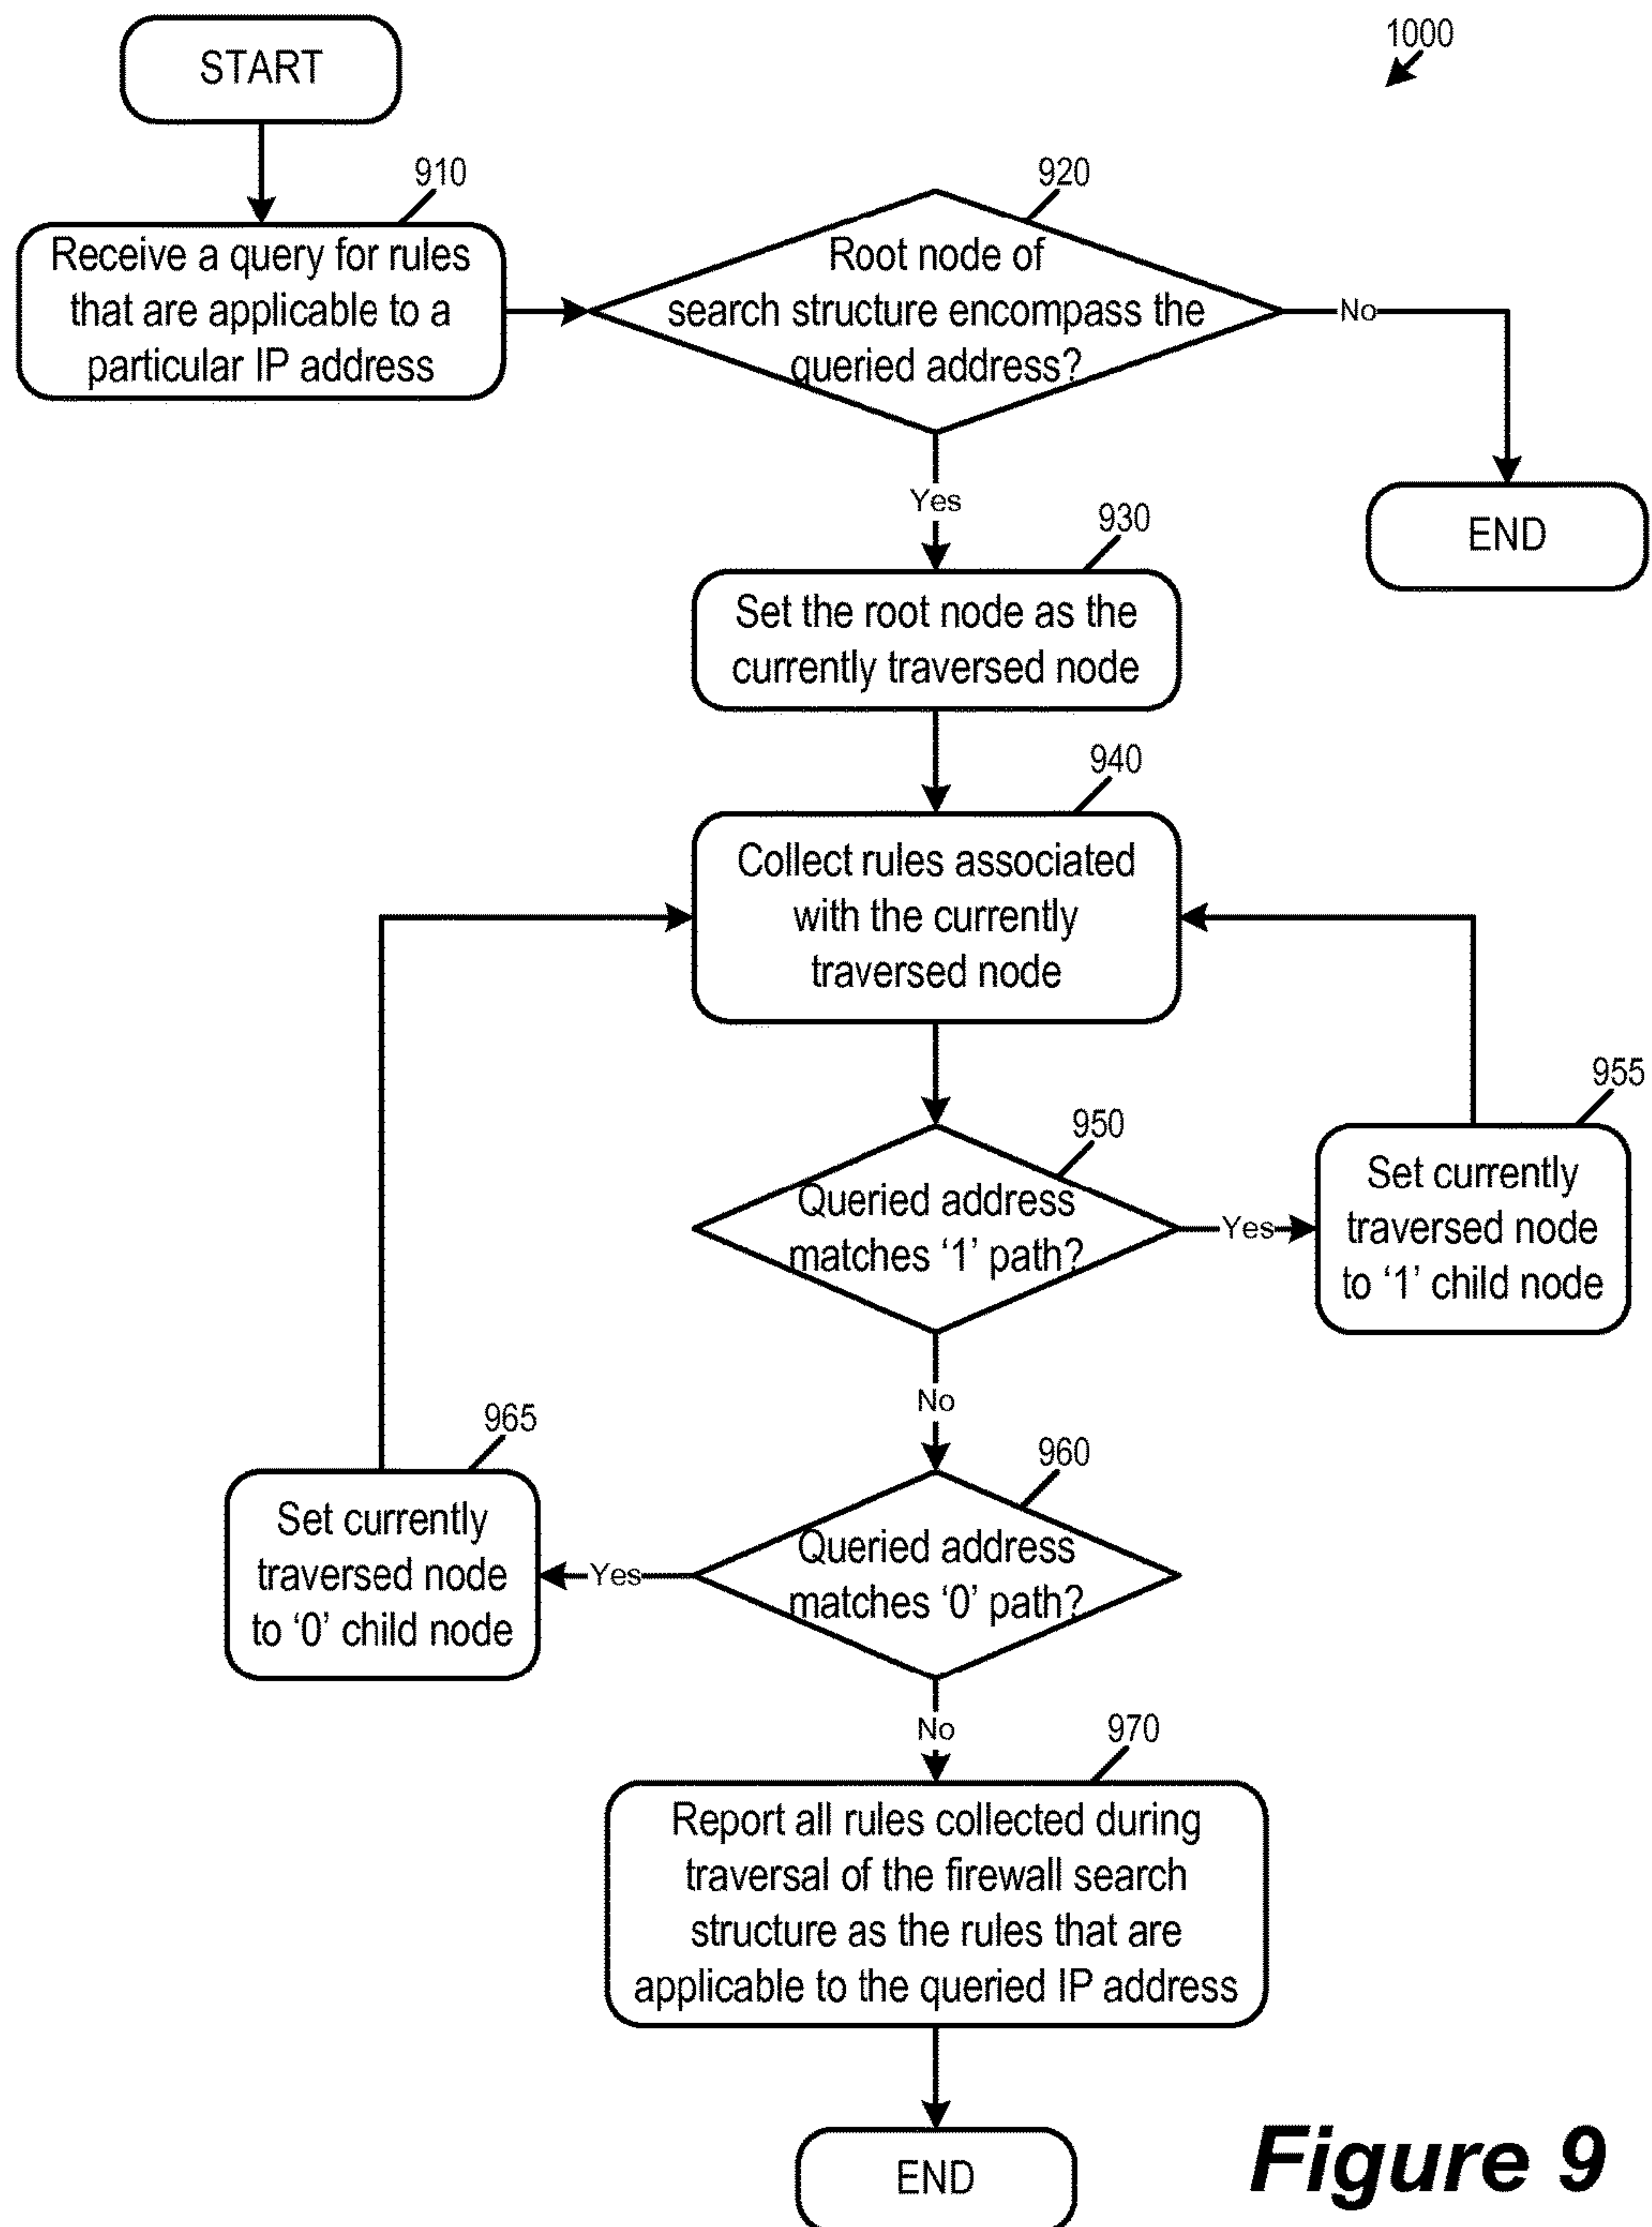 START
1000
910
Receive a query for rules
that are applicable to a
particular IP address
920
Root node of
search structure encompass the
queried address?
No
END
Yes
930
Set the root node as the
currently traversed node
940
Collect rules associated
with the currently
traversed node
950
Queried address
matches ‘1’ path?
Yes
955
Set currently
traversed node
to ‘1’ child node
No
960
Queried address
matches ‘0’ path?
Yes
965
Set currently
traversed node
to ‘0’ child node
No
970
Report all rules collected during
traversal of the firewall search
structure as the rules that are
applicable to the queried IP address
END
Figure 9